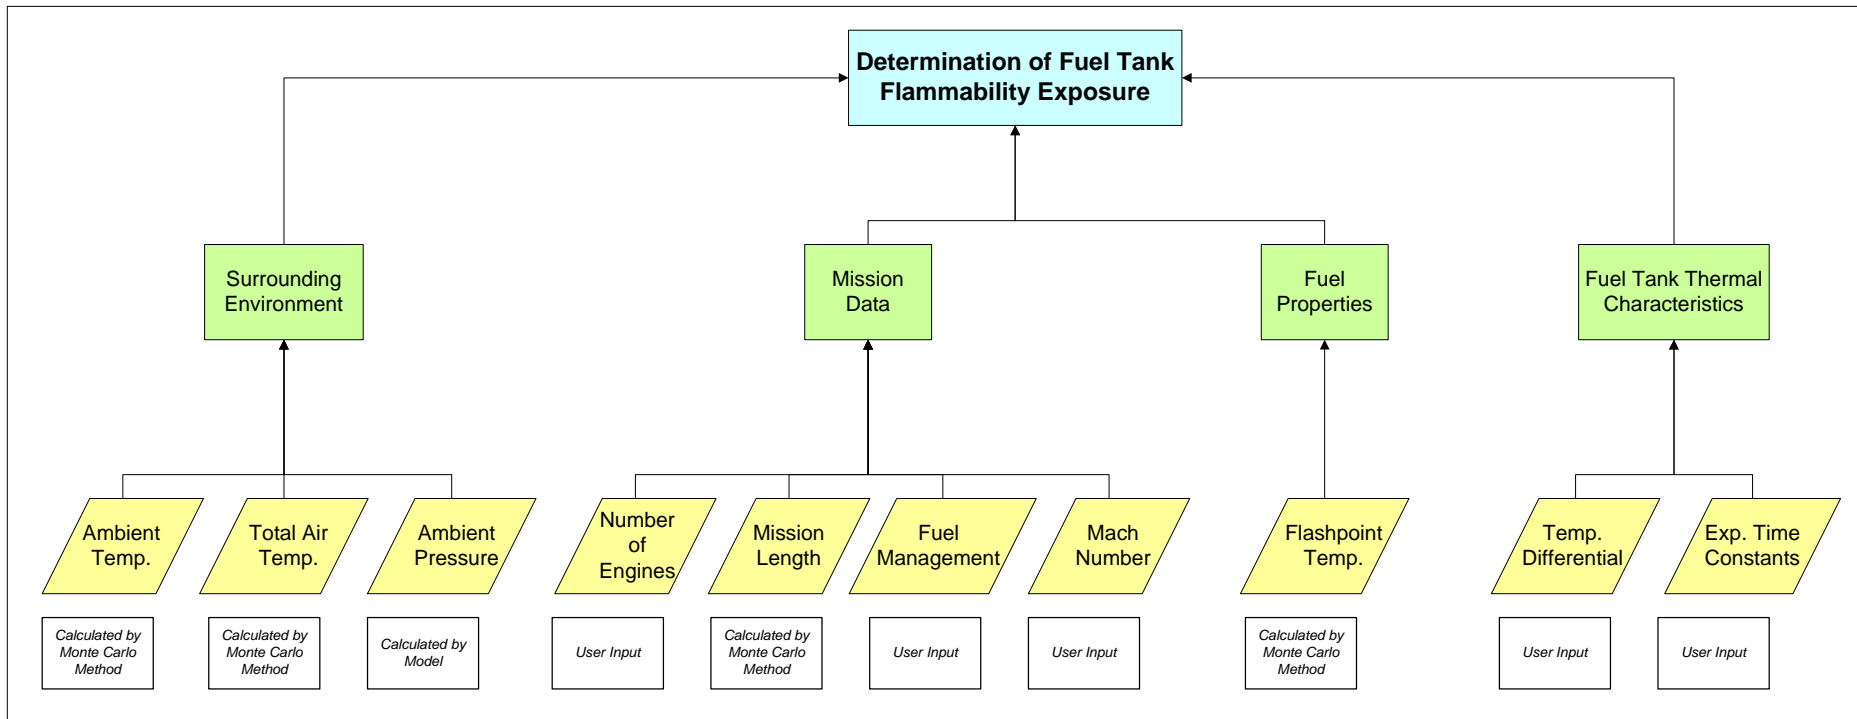 Determination of Fuel Tank
Flammability Exposure
Surrounding
Environment
Mission
Data
Fuel
Properties
Fuel Tank Thermal
Characteristics
Ambient
Temp.
Total Air
Temp.
Ambient
Pressure
Number
of
Engines
Mission
Length
Fuel
Management
Mach
Number
Flashpoint
Temp.
Temp.
Differential
Exp. Time
Constants
Calculated by
Monte Carlo
Method
Calculated by
Monte Carlo
Method
Calculated by
Model
User Input
Calculated by
Monte Carlo
Method
User Input
User Input
Calculated by
Monte Carlo
Method
User Input
User Input